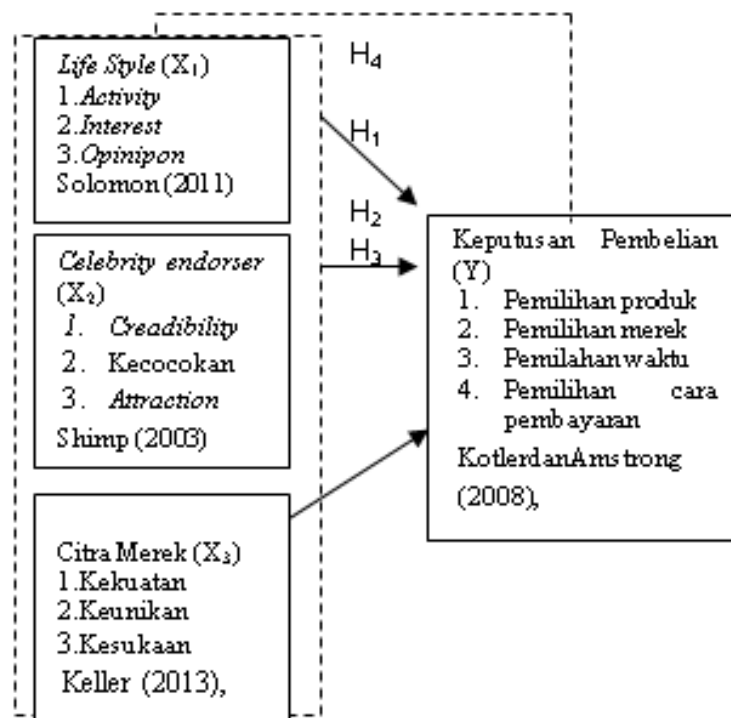 Life Style (X₁)
1.Activity
2.Interest
3.Opinipon
Solomon (2011)
Celebrity endorser
(X₂)
1. Creadibility
2. Kecocokan
3. Attraction
Shimp (2003)
Citra Merek (X₃)
1.Kekuatan
2.Keunikan
3.Kesukaan
Keller (2013),
H₄
H₁
H₂
H₃
Keputusan Pembelian
(Y)
1. Pemilihan produk
2. Pemilihan merek
3. Pemilahan waktu
4. Pemilihan cara
pembayaran
KotlerdanAmstrong
(2008),